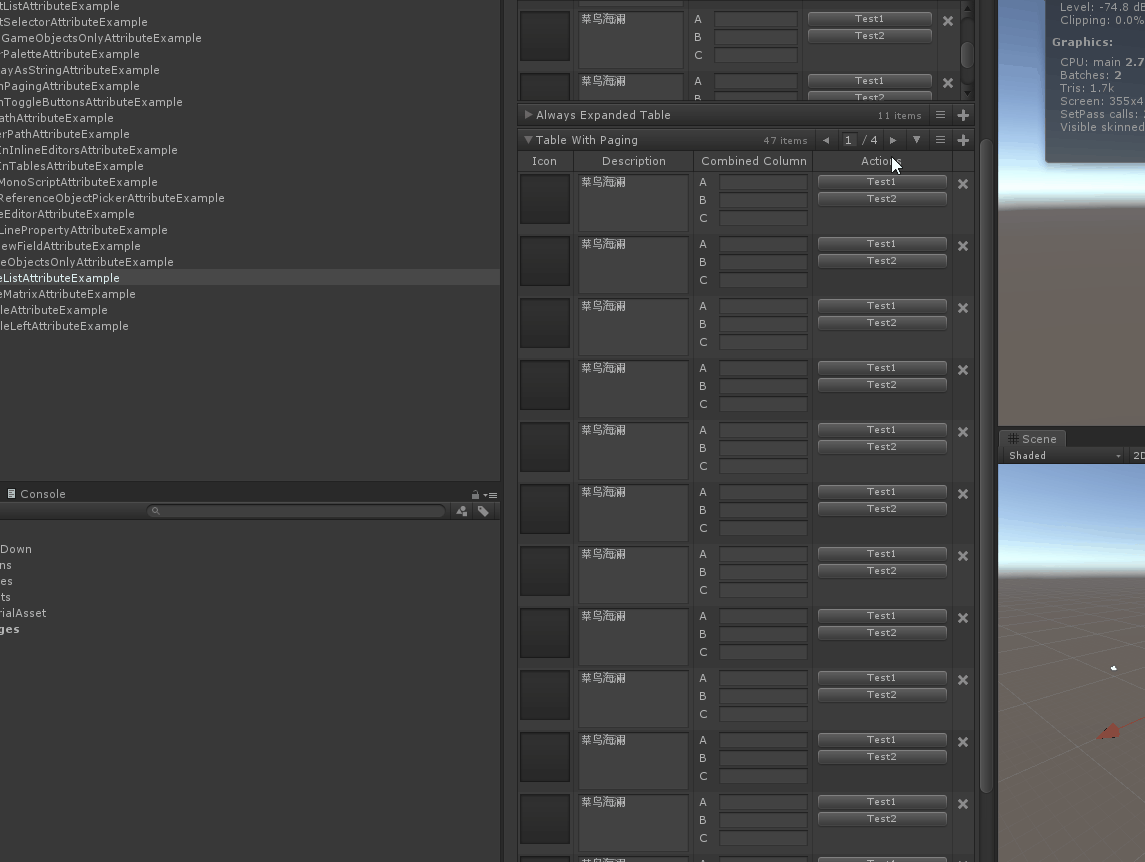 tListAttributeExample
tSelectorAttributeExample
GameObjectsOnlyAttributeExample
rPaletteAttributeExample
ayAsStringAttributeExample
nPagingAttributeExample
mToggleButtonsAttributeExample
athAttributeExample
erPathAttributeExample
InInlineEditorsAttributeExample
InTablesAttributeExample
MonoScriptAttributeExample
ReferenceObjectPickerAttributeExample
eEditorAttributeExample
LinePropertyAttributeExample
iewFieldAttributeExample
eObjectsOnlyAttributeExample
eListAttributeExample
eMatrixAttributeExample
leAttributeExample
leLeftAttributeExample
Console
Down
ns
es
ts
rialAsset
ges
菜鸟海澜 A Test1
B Test2
C
菜鸟海澜 A Test1
B Test2
Always Expanded Table 11 items
Table With Paging 47 items 1 / 4
Icon Description Combined Column Actions
菜鸟海澜 A Test1
B Test2
C
菜鸟海澜 A Test1
B Test2
C
菜鸟海澜 A Test1
B Test2
C
菜鸟海澜 A Test1
B Test2
C
菜鸟海澜 A Test1
B Test2
C
菜鸟海澜 A Test1
B Test2
C
菜鸟海澜 A Test1
B Test2
C
菜鸟海澜 A Test1
B Test2
C
菜鸟海澜 A Test1
B Test2
C
菜鸟海澜 A Test1
B Test2
C
菜鸟海澜 A Test1
B Test2
C
Level: -74.8 dB
Clipping: 0.0%
Graphics:
CPU: main 2.7
Batches: 2
Tris: 1.7k
Screen: 355x4
SetPass calls:
Visible skinned
Scene
Shaded 2D